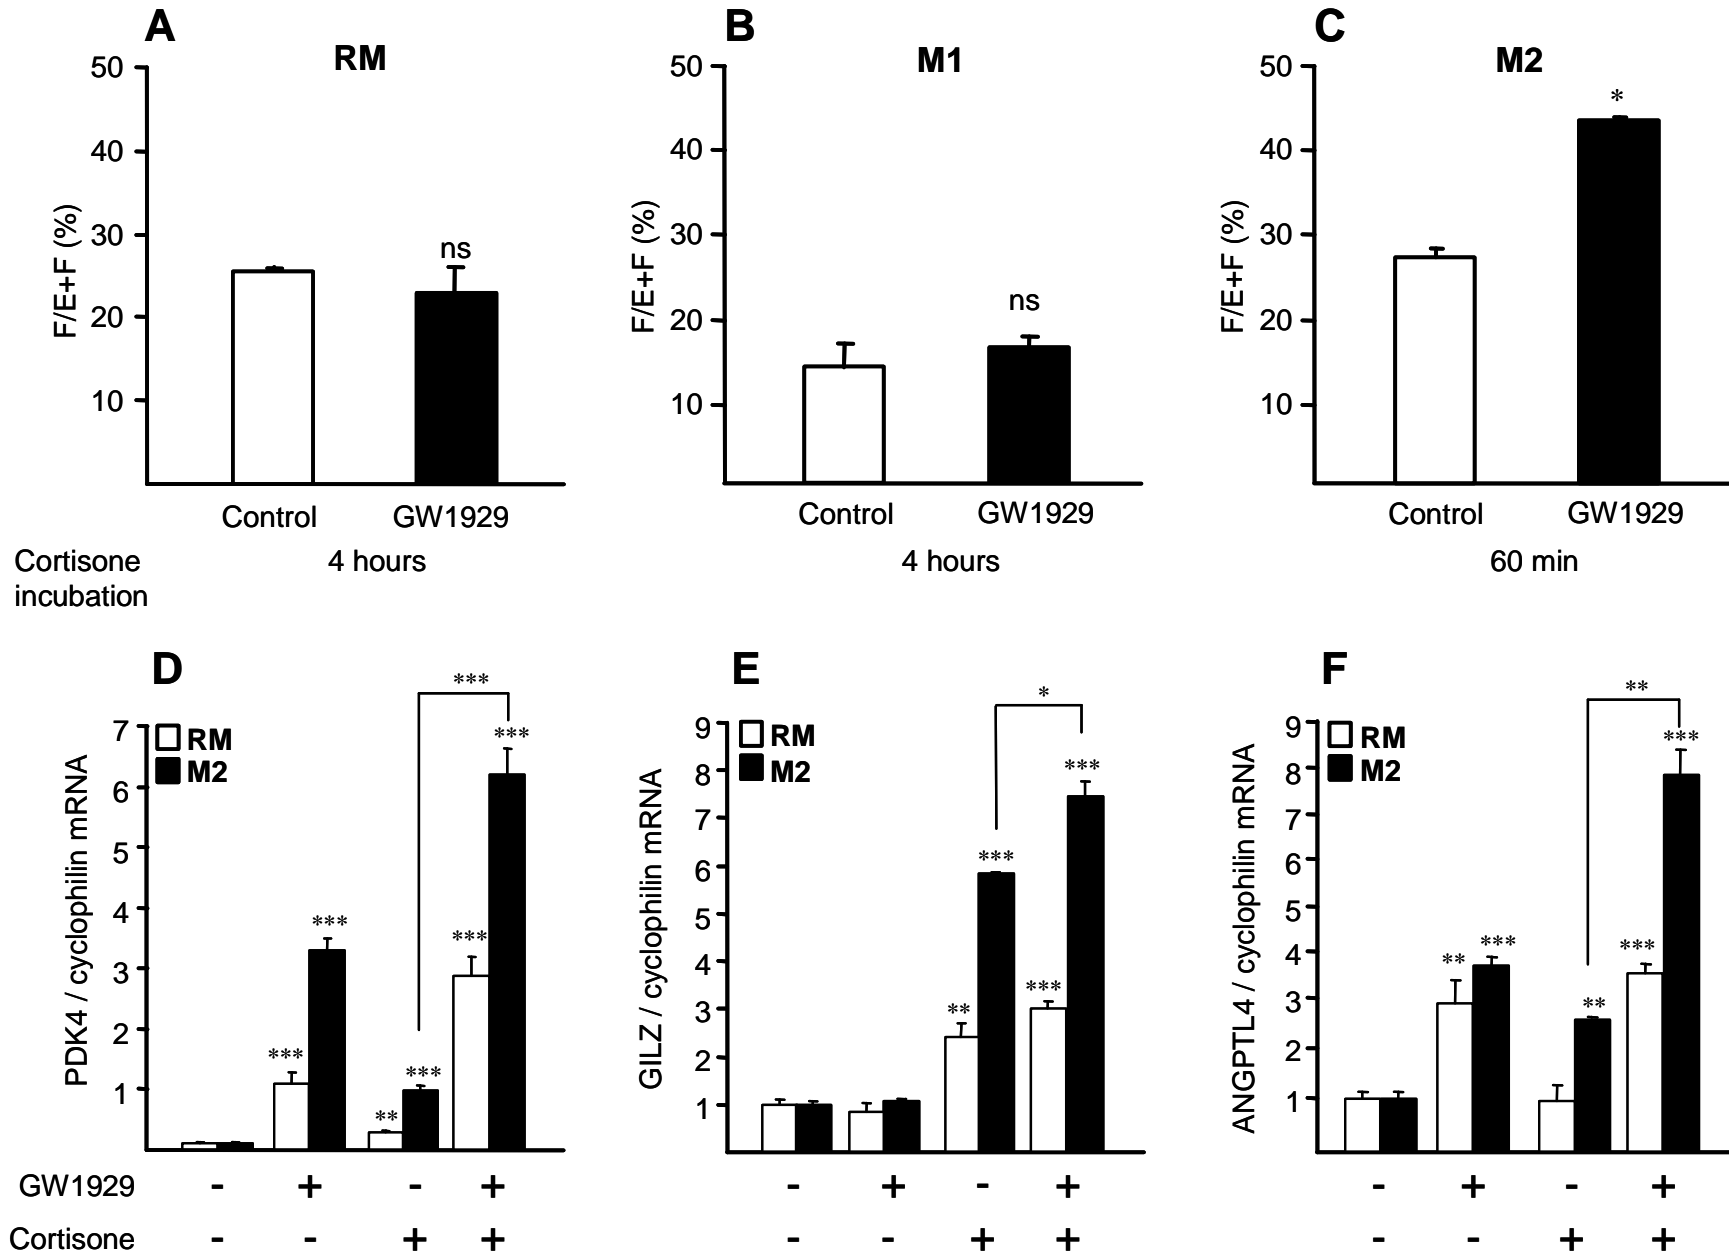 A
RM
50
40
30
20
10
F/E+F (%)
ns
Control
GW1929
B
M1
50
40
30
20
10
F/E+F (%)
ns
Control
GW1929
C
M2
50
40
30
20
10
F/E+F (%)
*
Control
GW1929
Cortisone
incubation
4 hours
4 hours
60 min
D
RM
M2
7
6
5
4
3
2
1
PDK4 / cyclophilin mRNA
***
***
**
***
***
***
***
E
RM
M2
9
8
7
6
5
4
3
2
1
GILZ / cyclophilin mRNA
**
***
***
***
*
F
RM
M2
9
8
7
6
5
4
3
2
1
ANGPTL4 / cyclophilin mRNA
**
***
**
***
***
**
GW1929 - + - + - + - + - + - +
Cortisone - - + + - - + + - - + +